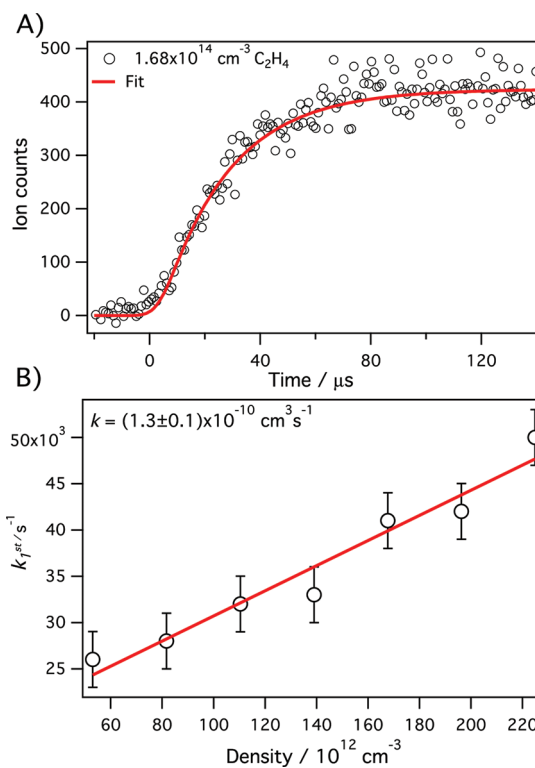 A)
500
400
300
200
100
0
Ion counts
1.68x10¹⁴ cm⁻³ C₂H₄
Fit
0 40 80 120
Time / μs
B)
k = (1.3±0.1)x10⁻¹⁰ cm³s⁻¹
50x10³
45
40
35
30
25
k₁ˢᵗ/s⁻¹
60 80 100 120 140 160 180 200 220
Density / 10¹² cm⁻³